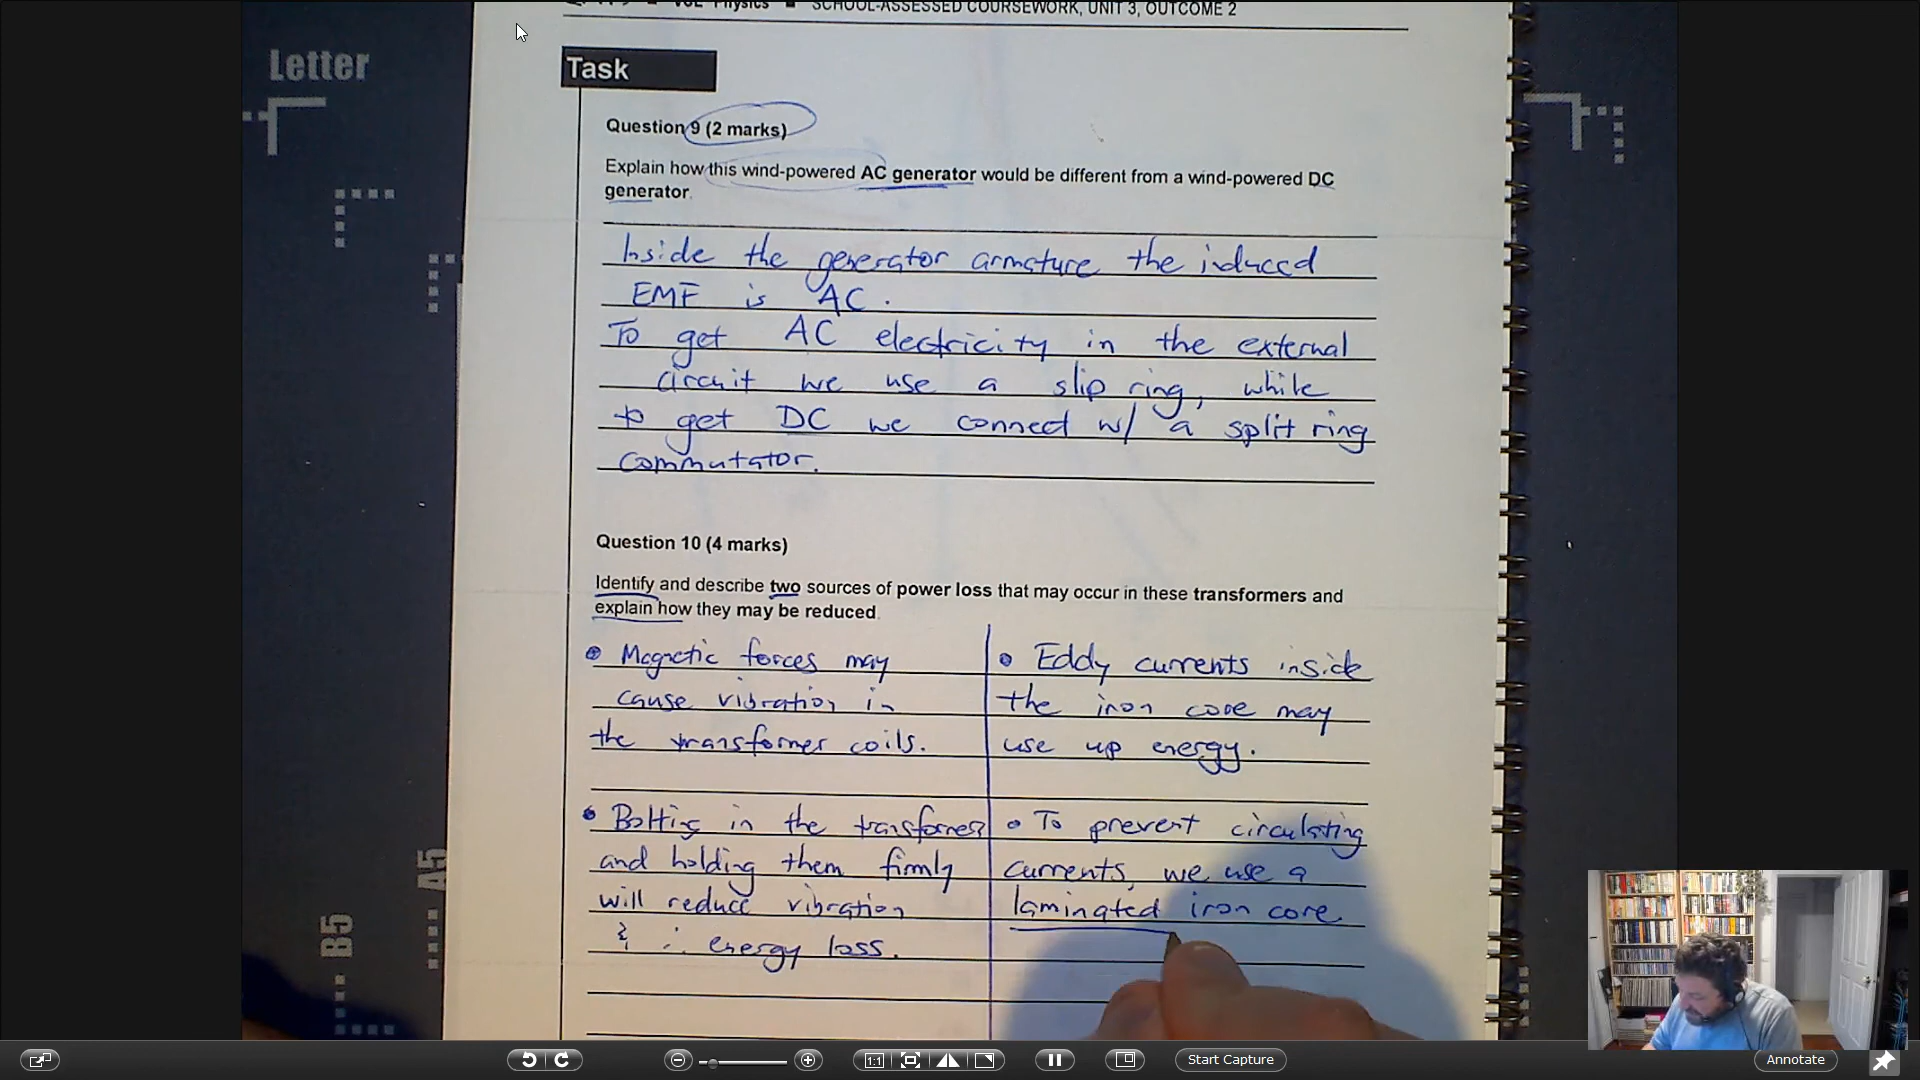 VCE Physics ■ SCHOOL-ASSESSED COURSEWORK, UNIT 3, OUTCOME 2
Letter
Task
Question 9 (2 marks)
Explain how this wind-powered AC generator would be different from a wind-powered DC
generator.
Inside the generator armature the induced
EMF is AC.
To get AC electricity in the external
circuit we use a slip ring, while
to get DC we connect w/ a split ring
commutator.
Question 10 (4 marks)
Identify and describe two sources of power loss that may occur in these transformers and
explain how they may be reduced.
• Magnetic forces may
cause vibration in
the transformer coils.
• Bolting in the transformer
and holding them firmly
will reduce vibration
& ∴ energy loss.
• Eddy currents inside
the iron core may
use up energy.
• To prevent circulating
currents, we use a
laminated iron core.
A5
B5
1:1
Start Capture
Annotate